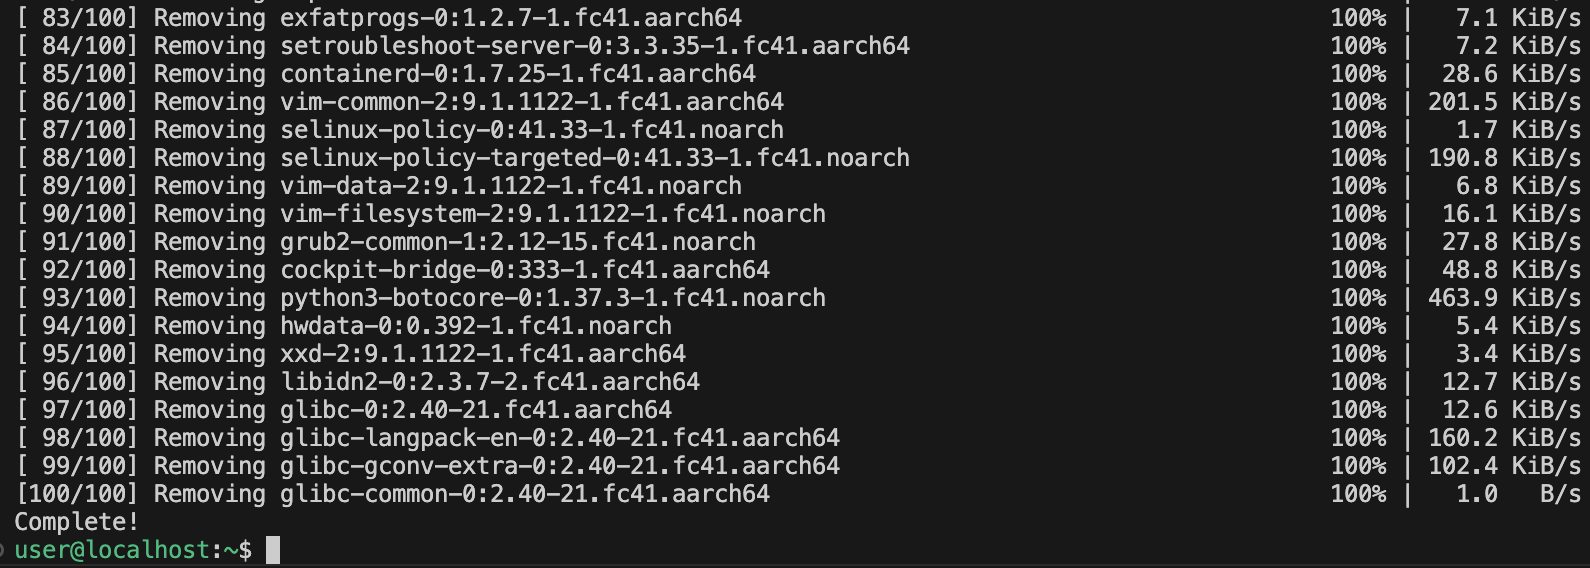 [ 83/100] Removing exfatprogs-0:1.2.7-1.fc41.aarch64 100% | 7.1 KiB/s
[ 84/100] Removing setroubleshoot-server-0:3.3.35-1.fc41.aarch64 100% | 7.2 KiB/s
[ 85/100] Removing containerd-0:1.7.25-1.fc41.aarch64 100% | 28.6 KiB/s
[ 86/100] Removing vim-common-2:9.1.1122-1.fc41.aarch64 100% | 201.5 KiB/s
[ 87/100] Removing selinux-policy-0:41.33-1.fc41.noarch 100% | 1.7 KiB/s
[ 88/100] Removing selinux-policy-targeted-0:41.33-1.fc41.noarch 100% | 190.8 KiB/s
[ 89/100] Removing vim-data-2:9.1.1122-1.fc41.noarch 100% | 6.8 KiB/s
[ 90/100] Removing vim-filesystem-2:9.1.1122-1.fc41.noarch 100% | 16.1 KiB/s
[ 91/100] Removing grub2-common-1:2.12-15.fc41.noarch 100% | 27.8 KiB/s
[ 92/100] Removing cockpit-bridge-0:333-1.fc41.aarch64 100% | 48.8 KiB/s
[ 93/100] Removing python3-botocore-0:1.37.3-1.fc41.noarch 100% | 463.9 KiB/s
[ 94/100] Removing hwdata-0:0.392-1.fc41.noarch 100% | 5.4 KiB/s
[ 95/100] Removing xxd-2:9.1.1122-1.fc41.aarch64 100% | 3.4 KiB/s
[ 96/100] Removing libidn2-0:2.3.7-2.fc41.aarch64 100% | 12.7 KiB/s
[ 97/100] Removing glibc-0:2.40-21.fc41.aarch64 100% | 12.6 KiB/s
[ 98/100] Removing glibc-langpack-en-0:2.40-21.fc41.aarch64 100% | 160.2 KiB/s
[ 99/100] Removing glibc-gconv-extra-0:2.40-21.fc41.aarch64 100% | 102.4 KiB/s
[100/100] Removing glibc-common-0:2.40-21.fc41.aarch64 100% | 1.0 B/s
Complete!
user@localhost:~$